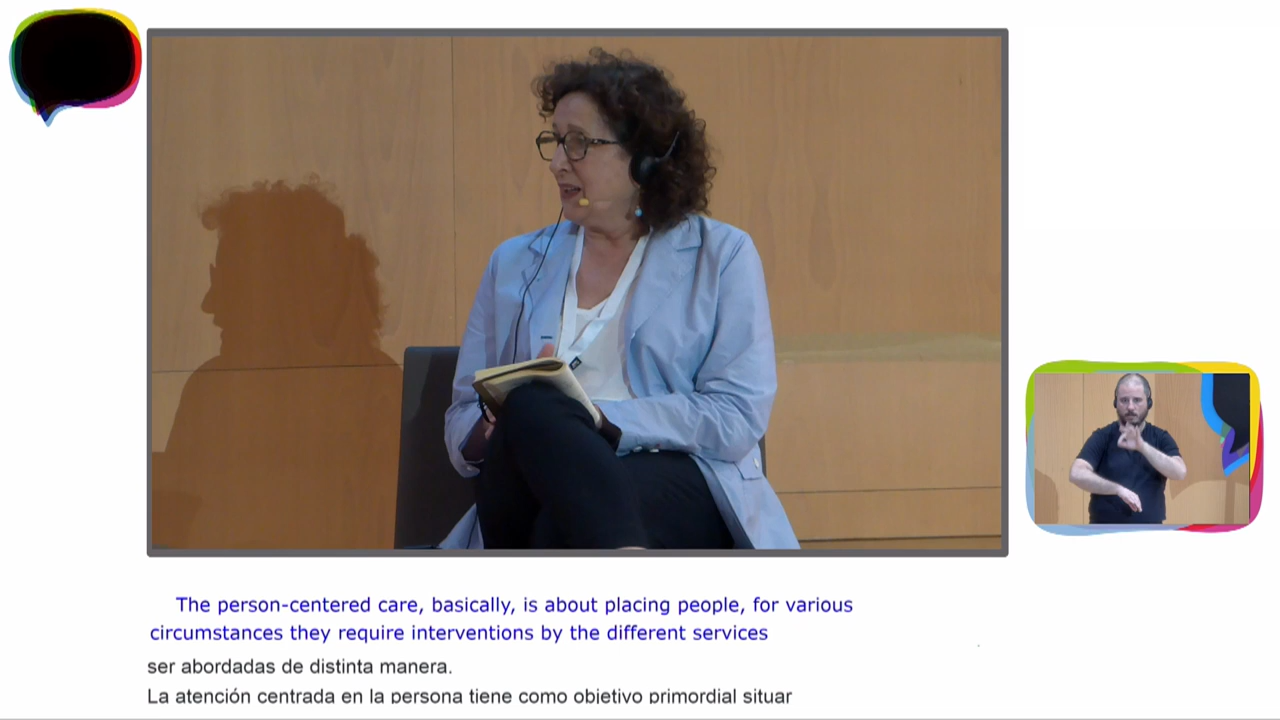 The person-centered care, basically, is about placing people, for various
circumstances they require interventions by the different services
ser abordadas de distinta manera.
La atención centrada en la persona tiene como objetivo primordial situar